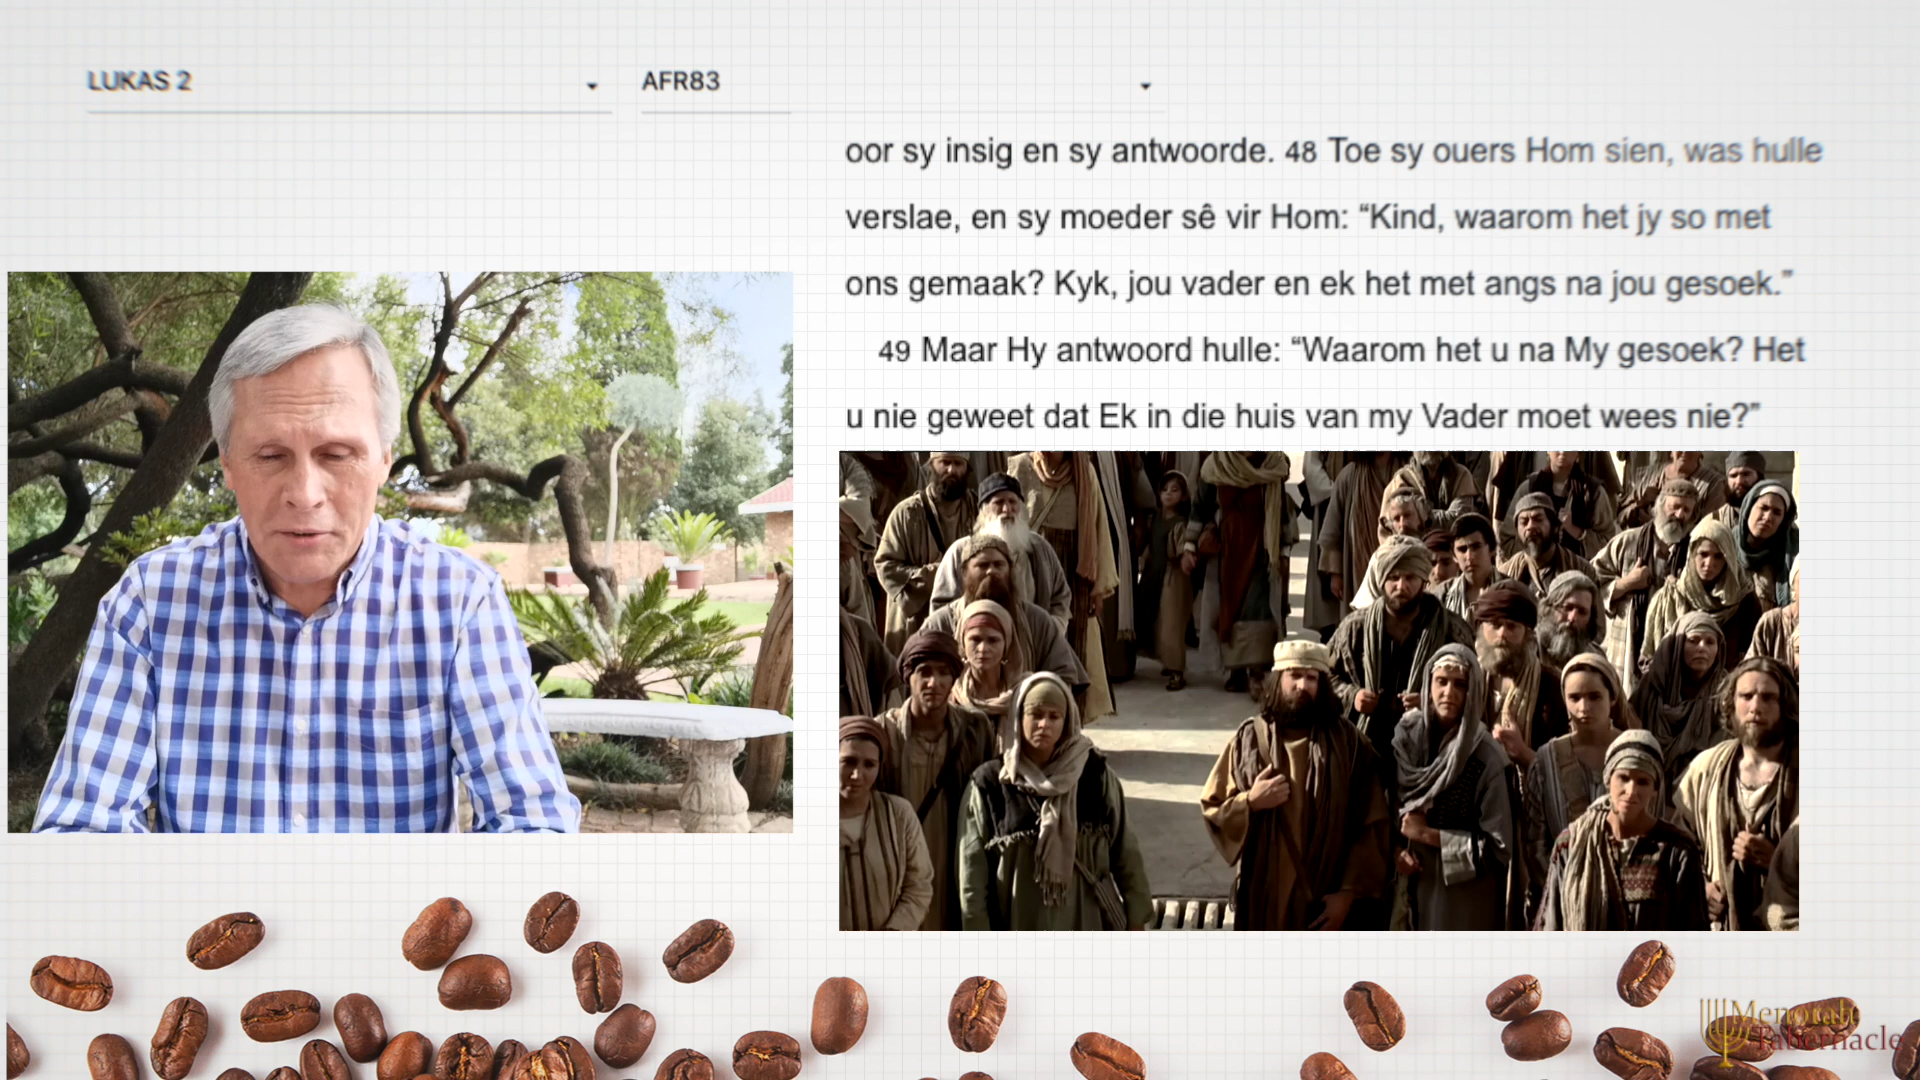 LUKAS 2
AFR83
oor sy insig en sy antwoorde. 48 Toe sy ouers Hom sien, was hulle
verslae, en sy moeder sê vir Hom: “Kind, waarom het jy so met
ons gemaak? Kyk, jou vader en ek het met angs na jou gesoek.”
49 Maar Hy antwoord hulle: “Waarom het u na My gesoek? Het
u nie geweet dat Ek in die huis van my Vader moet wees nie?”
Menorah
Tabernacle